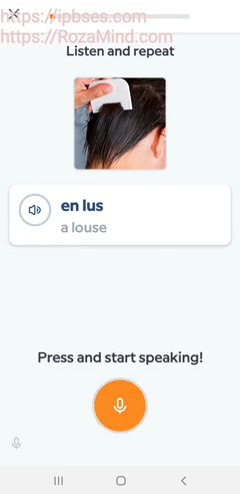 https://ipbses.com
https://RozaMind.com
Listen and repeat
en lus
a louse
Press and start speaking!